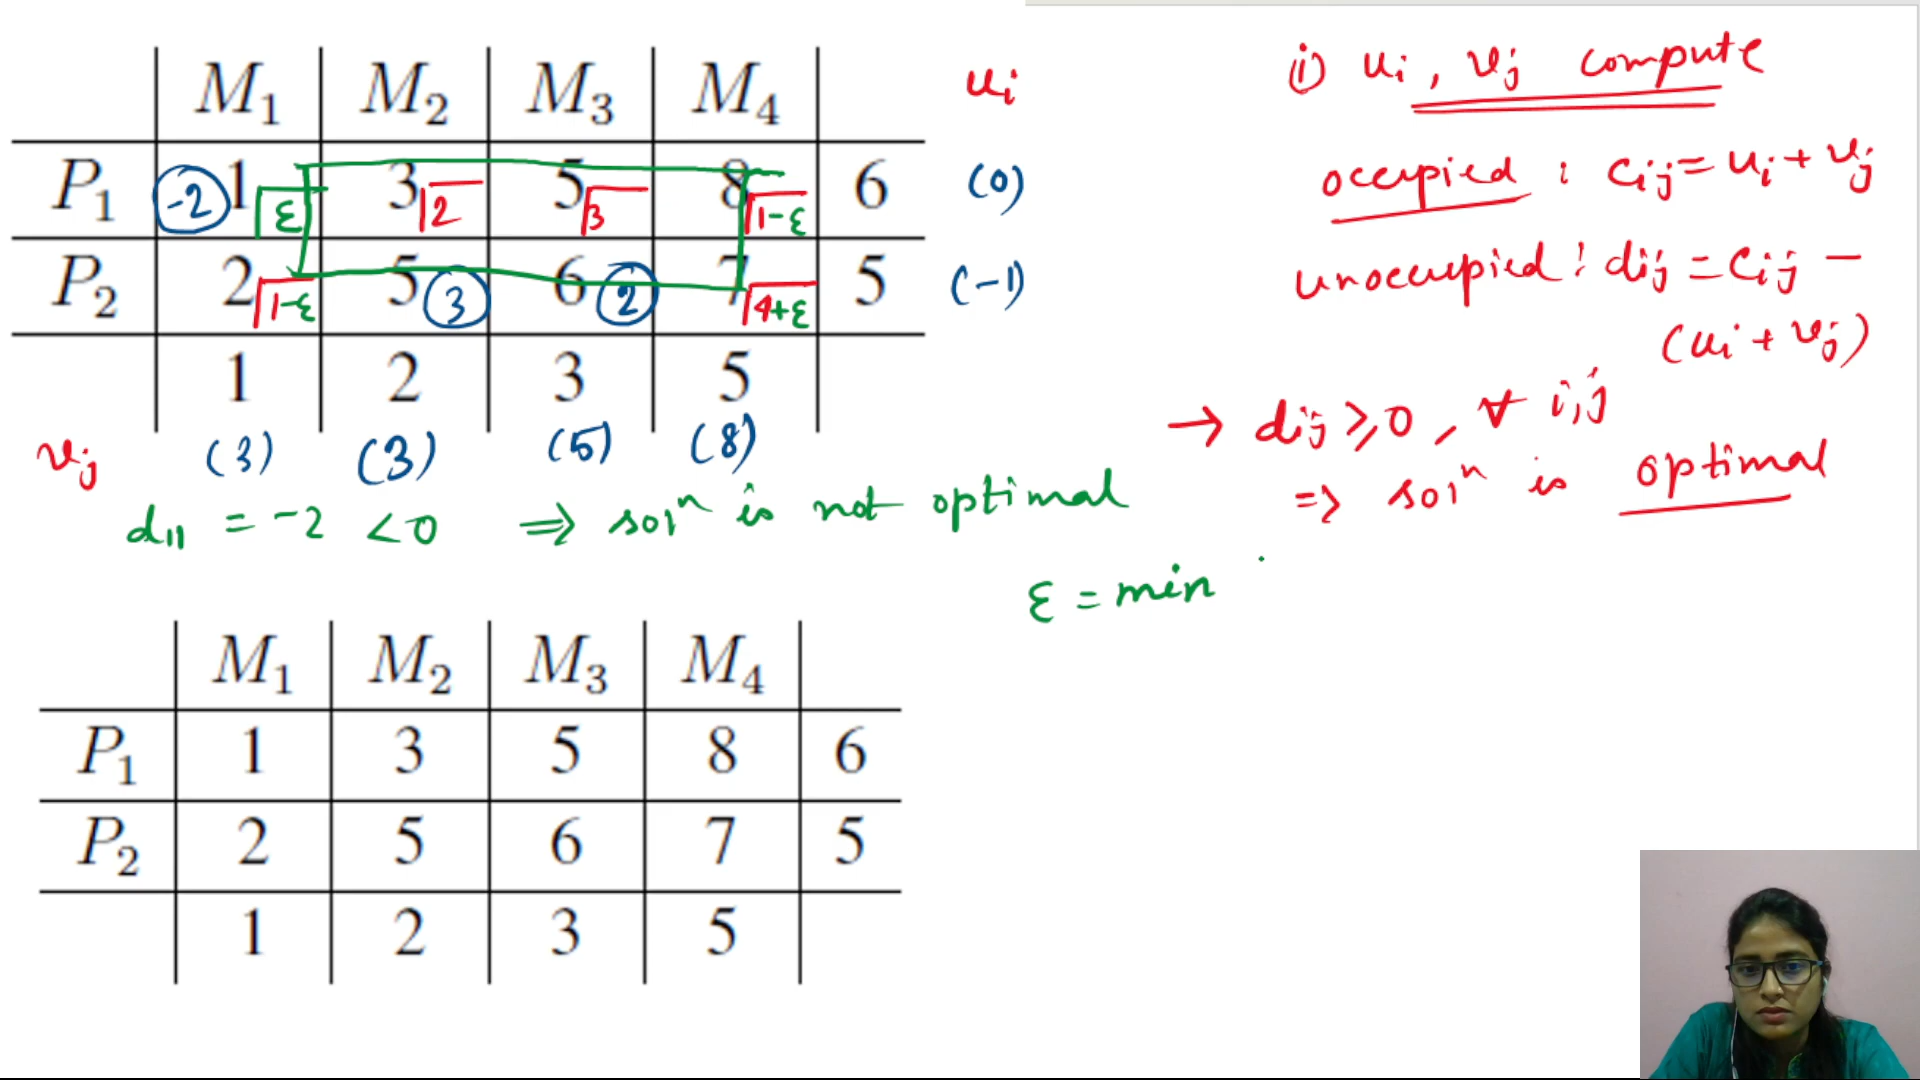 M₁ M₂ M₃ M₄ uᵢ
P₁ -2 1 ε 3 2 5 3 8 1-ε 6 (0)
P₂ 2 1-ε 5 3 6 2 7 4+ε 5 (-1)
1 2 3 5
vⱼ (3) (3) (5) (8)
d₁₁ = -2 < 0 ⇒ solⁿ is not optimal
(i) uᵢ, vⱼ compute
occupied : cᵢⱼ = uᵢ + vⱼ
unoccupied : dᵢⱼ = cᵢⱼ −
(uᵢ + vⱼ)
→ dᵢⱼ ⩾ 0, ∀ i,j
⇒ solⁿ is optimal
ε = min
M₁ M₂ M₃ M₄
P₁ 1 3 5 8 6
P₂ 2 5 6 7 5
1 2 3 5